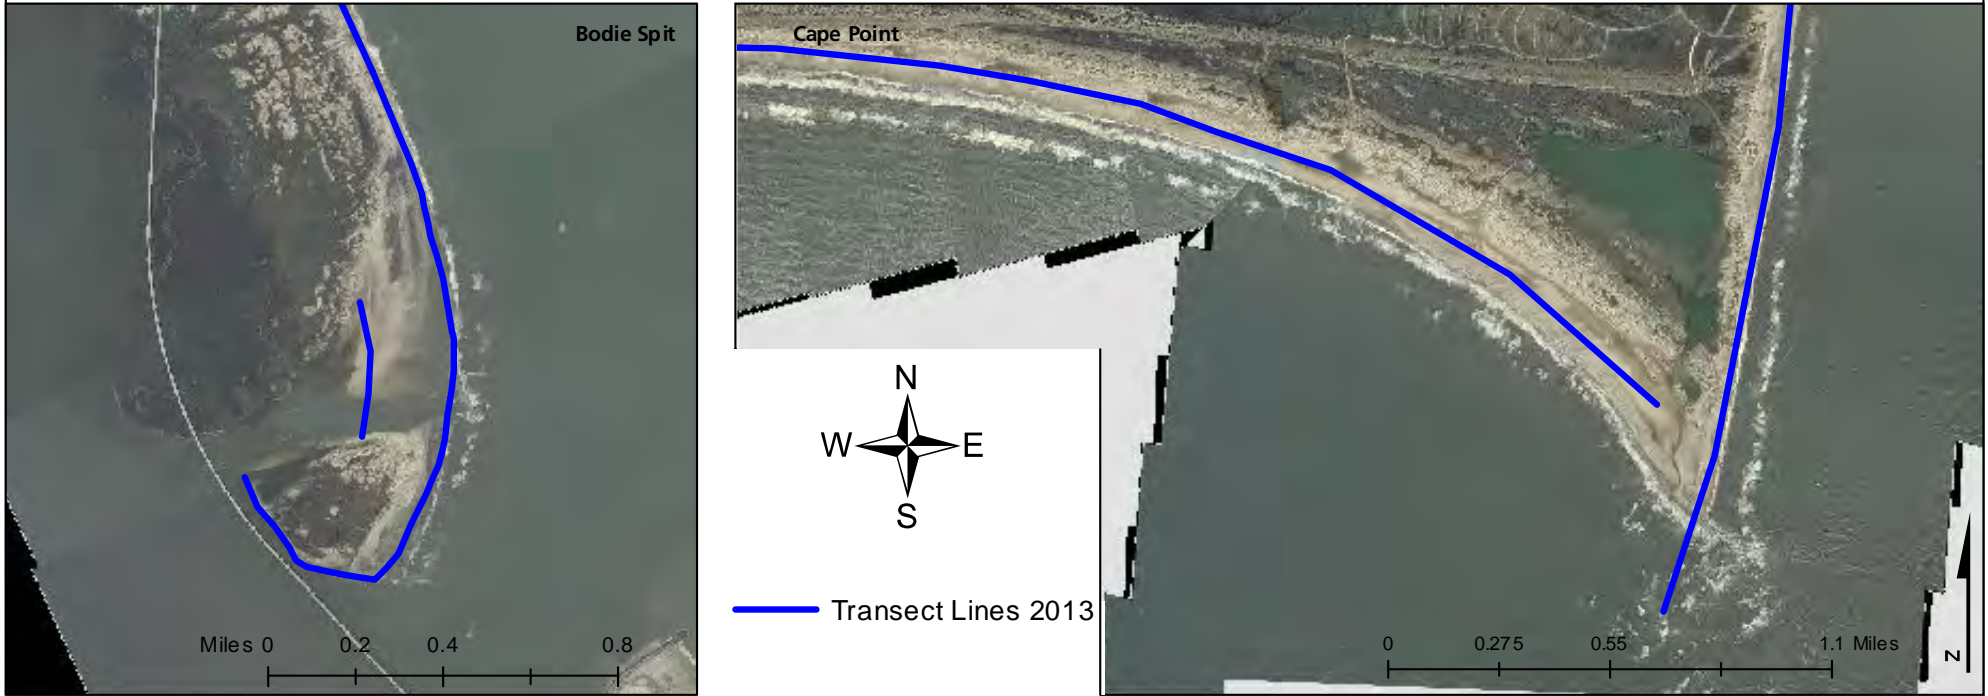 Bodie Spit
Miles 0 0.2 0.4 0.8
Cape Point
N
W E
S
Transect Lines 2013
0 0.275 0.55 1.1 Miles
N